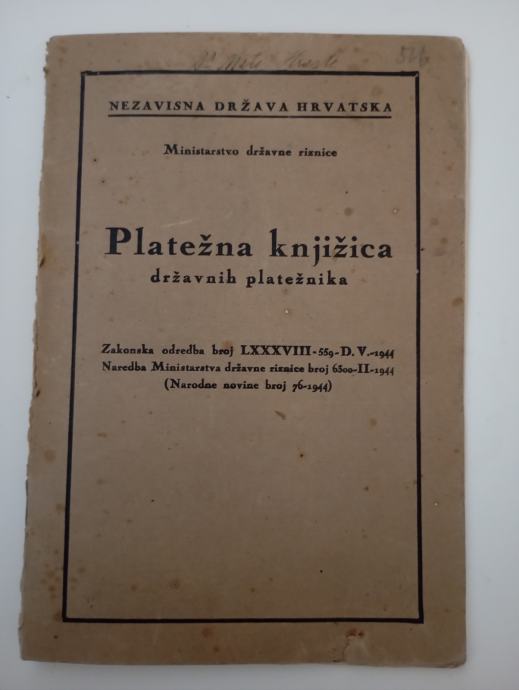 516
NEZAVISNA DRŽAVA HRVATSKA
Ministarstvo državne riznice
Platežna knjižica
državnih platežnika
Zakonska odredba broj LXXXVIII-559-D. V.-1944
Naredba Ministarstva državne riznice broj 6500-II-1944
(Narodne novine broj 76-1944)